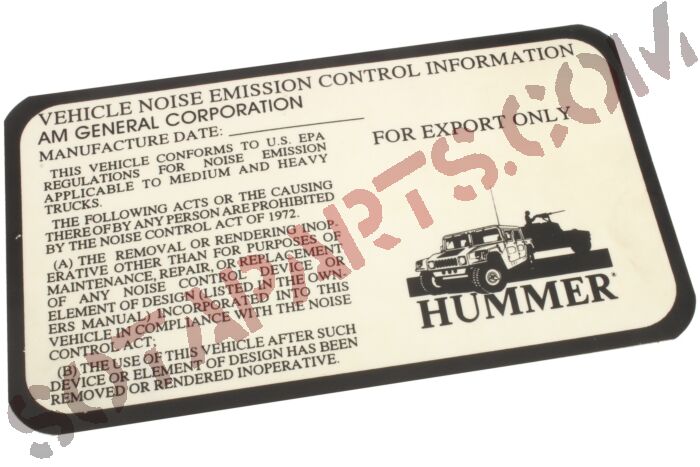 VEHICLE NOISE EMISSION CONTROL INFORMATION
AM GENERAL CORPORATION
MANUFACTURE DATE:
FOR EXPORT ONLY
THIS VEHICLE CONFORMS TO U.S. EPA
REGULATIONS FOR NOISE EMISSION
APPLICABLE TO MEDIUM AND HEAVY
TRUCKS.
THE FOLLOWING ACTS OR THE CAUSING
THEREOF BY ANY PERSON ARE PROHIBITED
BY THE NOISE CONTROL ACT OF 1972.
(A) THE REMOVAL OR RENDERING INOP-
ERATIVE OTHER THAN FOR PURPOSES OF
MAINTENANCE, REPAIR, OR REPLACEMENT
OF ANY NOISE CONTROL DEVICE OR
ELEMENT OF DESIGN (LISTED IN THE OWN
ERS MANUAL) INCORPORATED INTO THIS
VEHICLE IN COMPLIANCE WITH THE NOISE
CONTROL ACT;
(B) THE USE OF THIS VEHICLE AFTER SUCH
DEVICE OR ELEMENT OF DESIGN HAS BEEN
REMOVED OR RENDERED INOPERATIVE.
HUMMER®